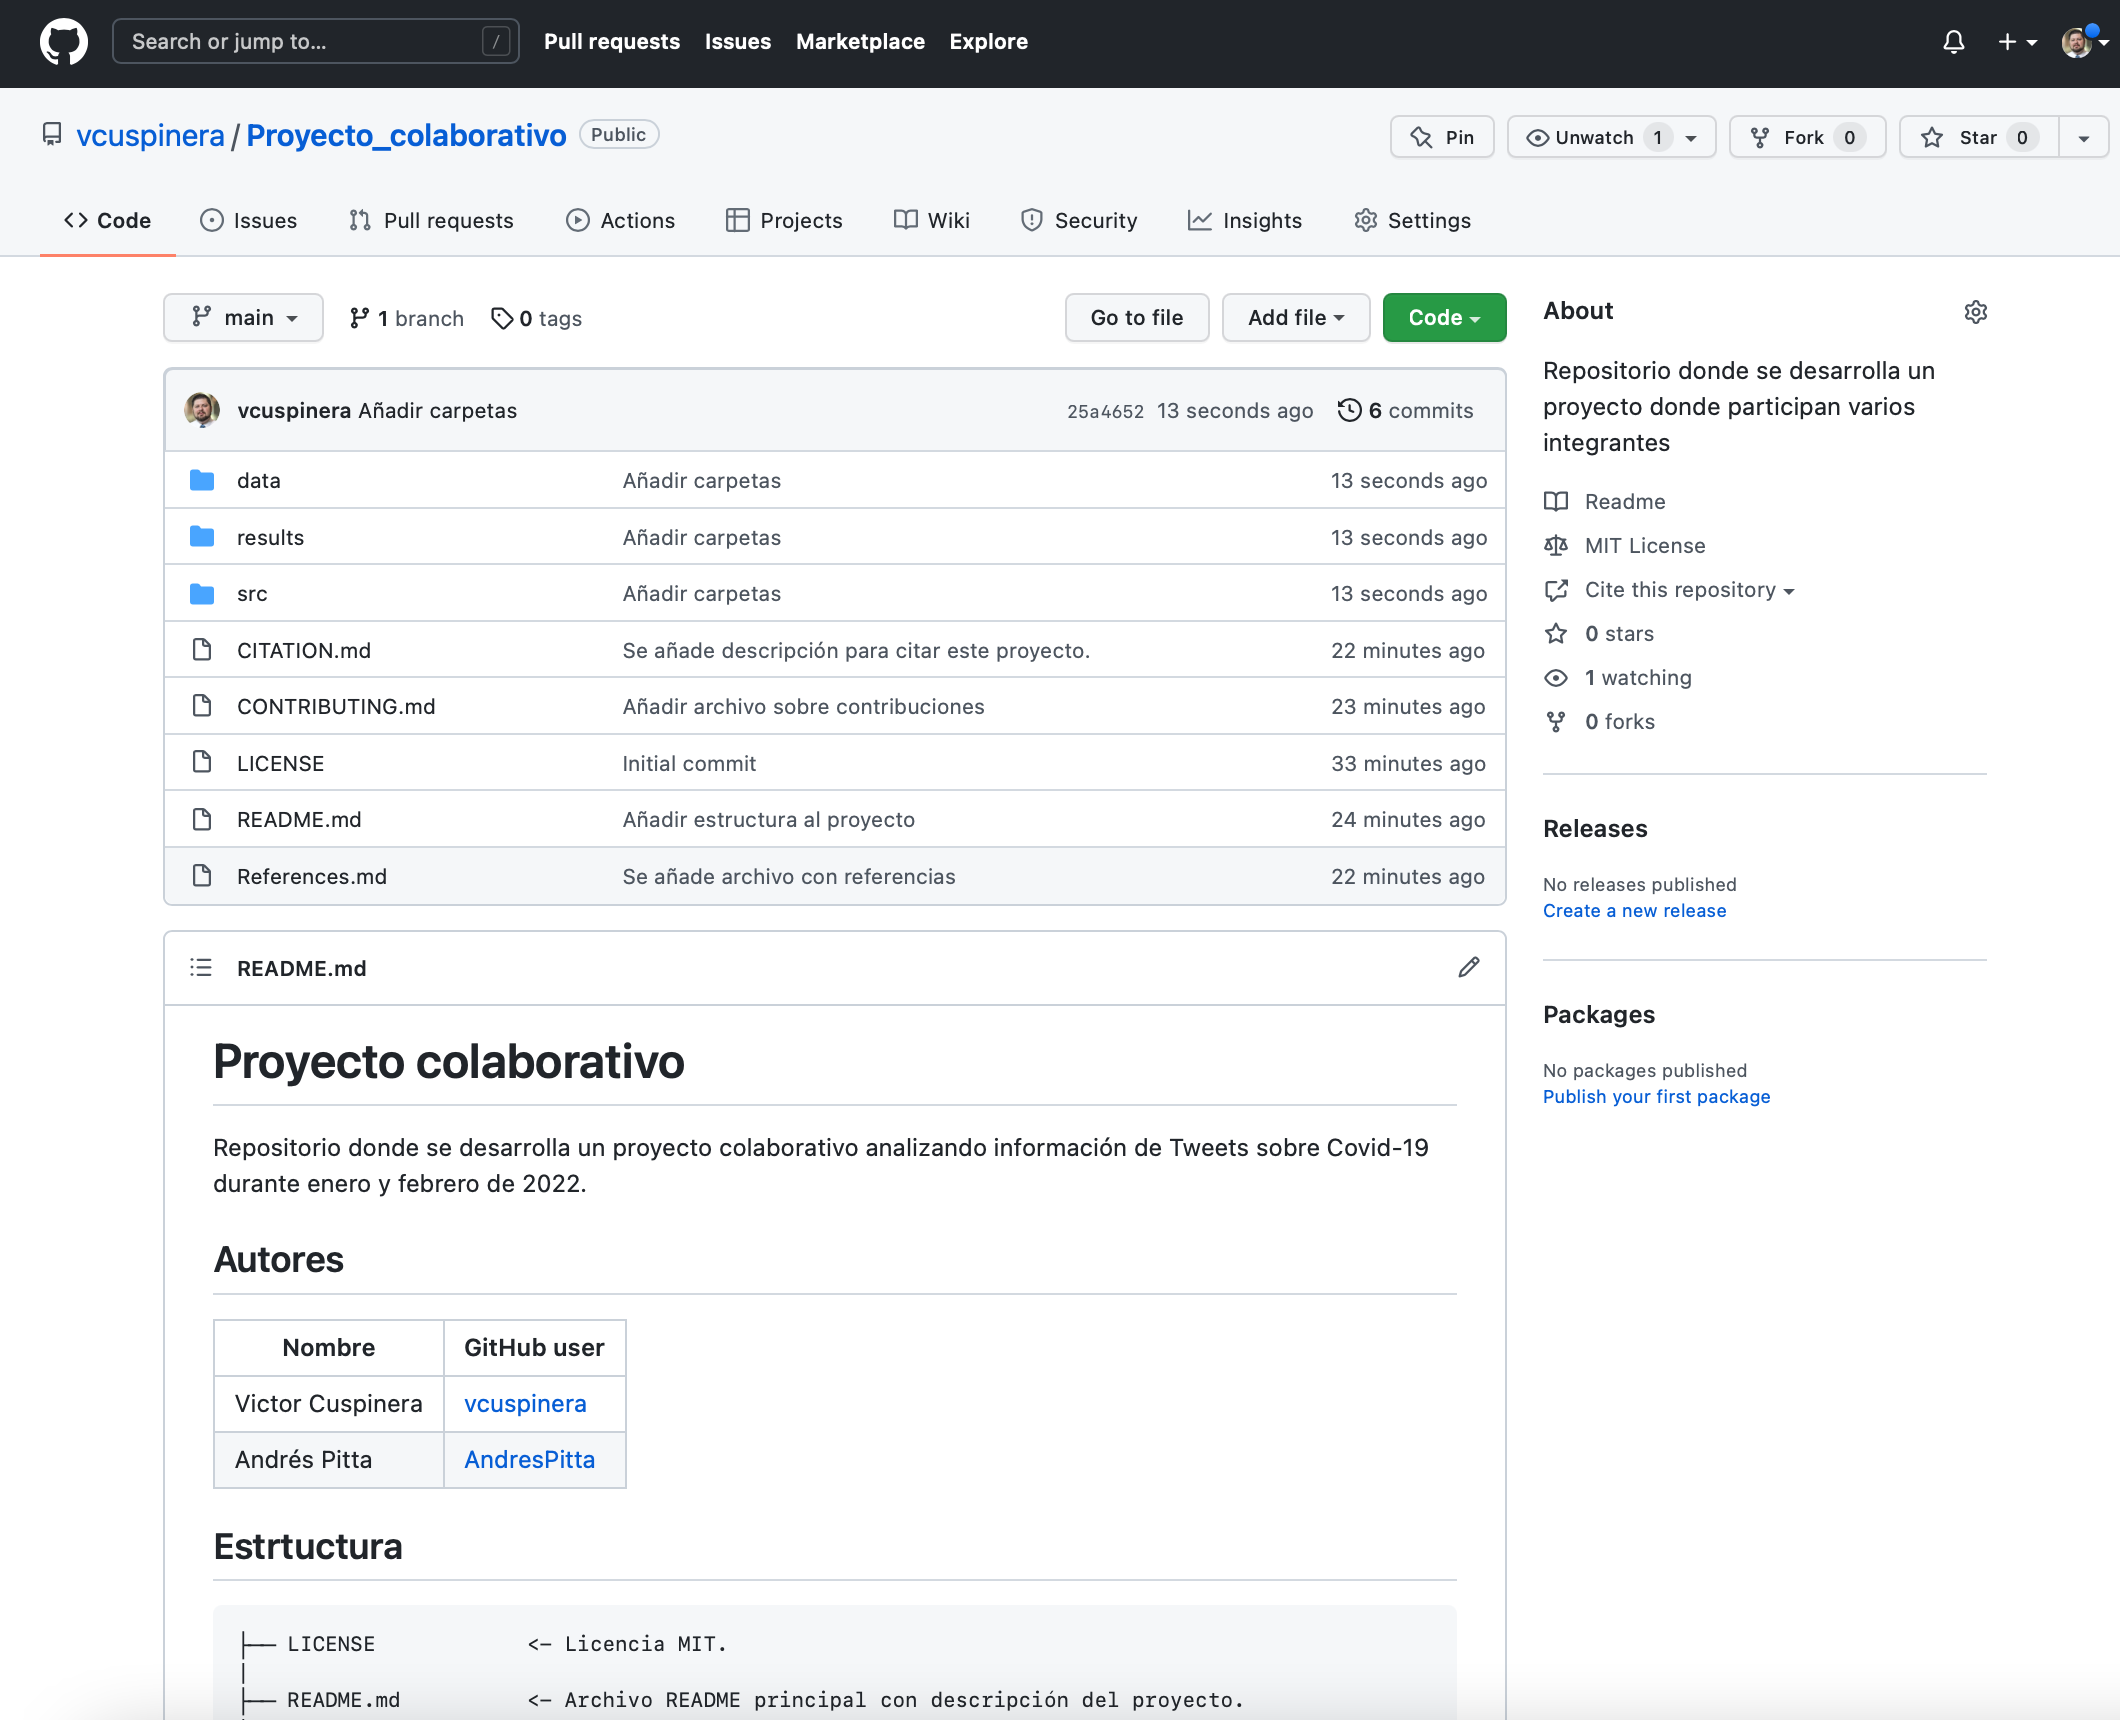 Search or jump to... / Pull requests Issues Marketplace Explore
vcuspinera / Proyecto_colaborativo Public Pin Unwatch 1 Fork 0 Star 0
Code Issues Pull requests Actions Projects Wiki Security Insights Settings
main 1 branch 0 tags Go to file Add file Code
vcuspinera Añadir carpetas 25a4652 13 seconds ago 6 commits
data Añadir carpetas 13 seconds ago
results Añadir carpetas 13 seconds ago
src Añadir carpetas 13 seconds ago
CITATION.md Se añade descripción para citar este proyecto. 22 minutes ago
CONTRIBUTING.md Añadir archivo sobre contribuciones 23 minutes ago
LICENSE Initial commit 33 minutes ago
README.md Añadir estructura al proyecto 24 minutes ago
References.md Se añade archivo con referencias 22 minutes ago
README.md
Proyecto colaborativo
Repositorio donde se desarrolla un proyecto colaborativo analizando información de Tweets sobre Covid-19
durante enero y febrero de 2022.
Autores
Nombre GitHub user
Victor Cuspinera vcuspinera
Andrés Pitta AndresPitta
Estrtuctura
├── LICENSE <- Licencia MIT.
│
├── README.md <- Archivo README principal con descripción del proyecto.
About
Repositorio donde se desarrolla un
proyecto donde participan varios
integrantes
Readme
MIT License
Cite this repository
0 stars
1 watching
0 forks
Releases
No releases published
Create a new release
Packages
No packages published
Publish your first package